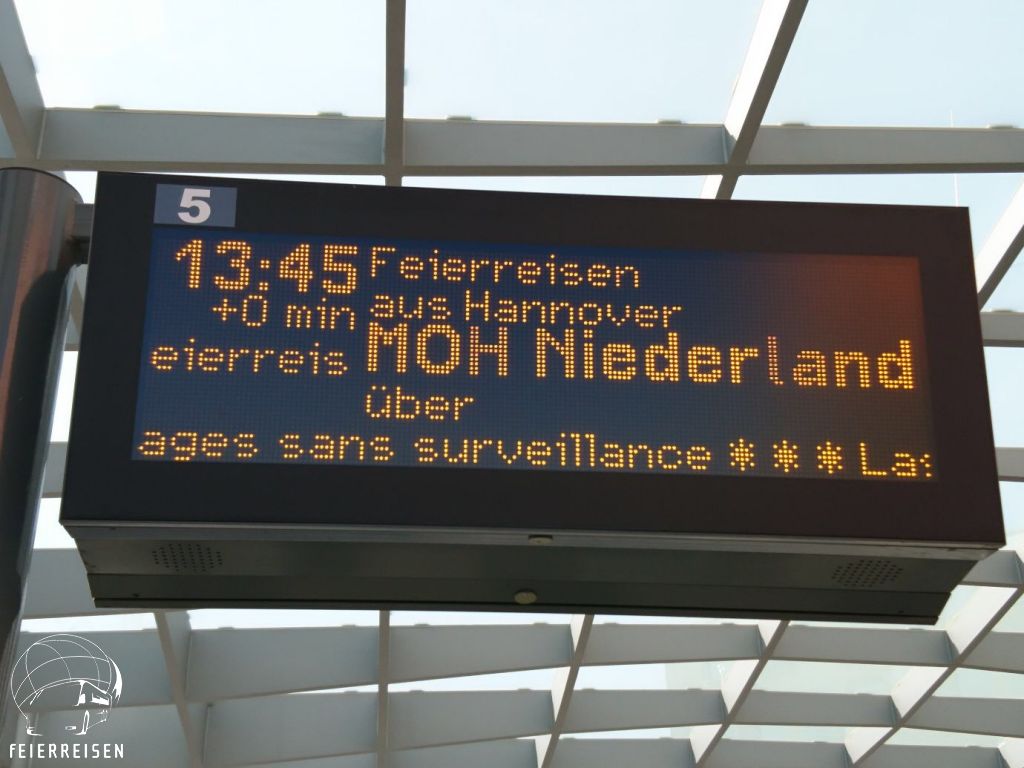 5
13:45 Feierreisen
+0 min aus Hannover
eierreis MOH Niederland
über
ages sans surveillance * * * La
FEIERREISEN